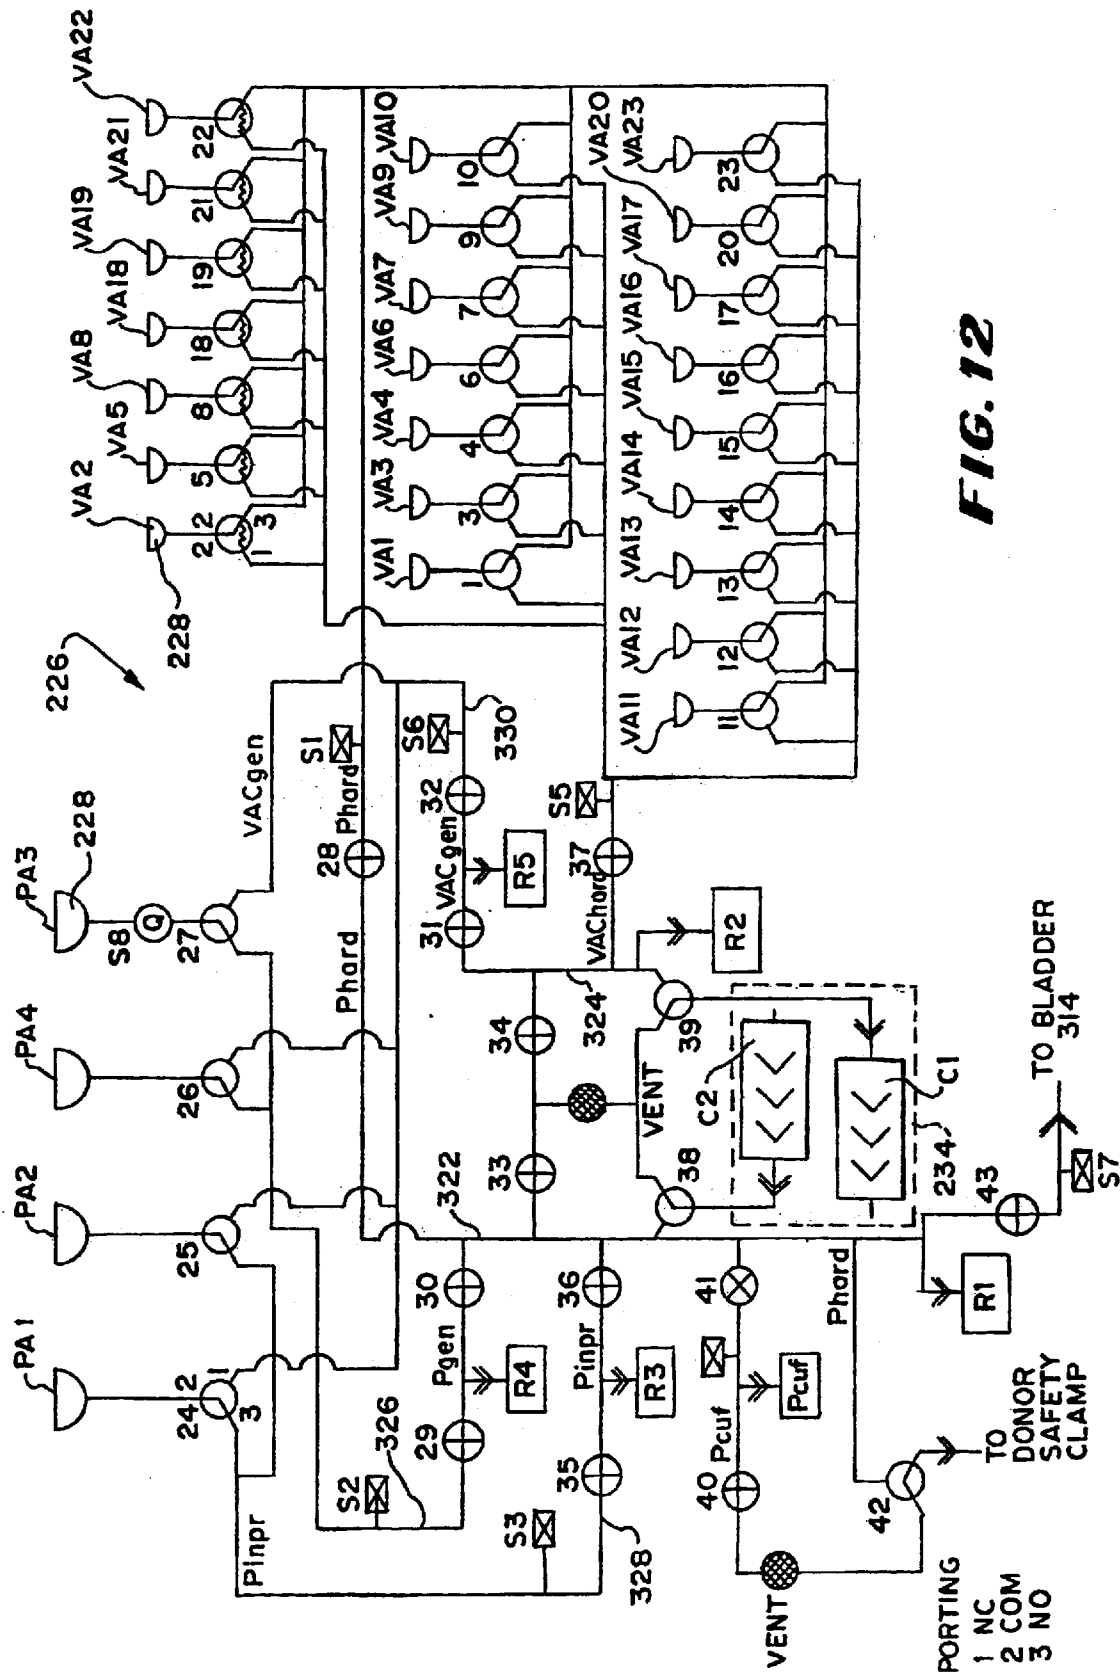 PA1
PA2
PA4
PA3
228
S8
Q
24
2
1
3
25
26
27
VACgen
226
VA2
VA5
VA8
VA18
VA19
VA21
VA22
228
2
5
8
18
19
21
22
1
3
PInpr
S2
326
Phard
28
Phard
S1
VA1
VA3
VA4
VA6
VA7
VA9
VA10
1
3
4
6
7
9
10
29
Pgen
30
322
31
VACgen
32
S6
330
R4
R5
S3
33
34
35
Pinpr
36
328
R3
VENT
324
VAChard
37
S5
VA11
VA12
VA13
VA14
VA15
VA16
VA17
VA20
VA23
11
12
13
14
15
16
17
20
23
38
39
R2
40
Pcuf
41
Pcuf
C2
C1
234
VENT
Phard
42
TO
DONOR
SAFETY
CLAMP
R1
43
S7
TO BLADDER
314
PORTING
1 NC
2 COM
3 NO
FIG. 12